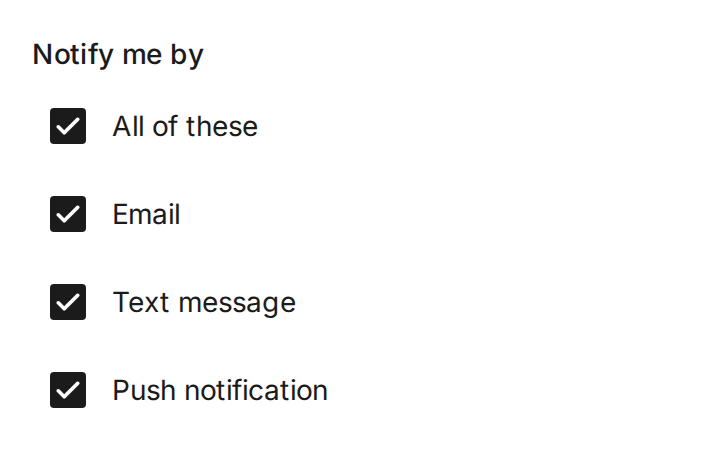 Notify me by
All of these
Email
Text message
Push notification